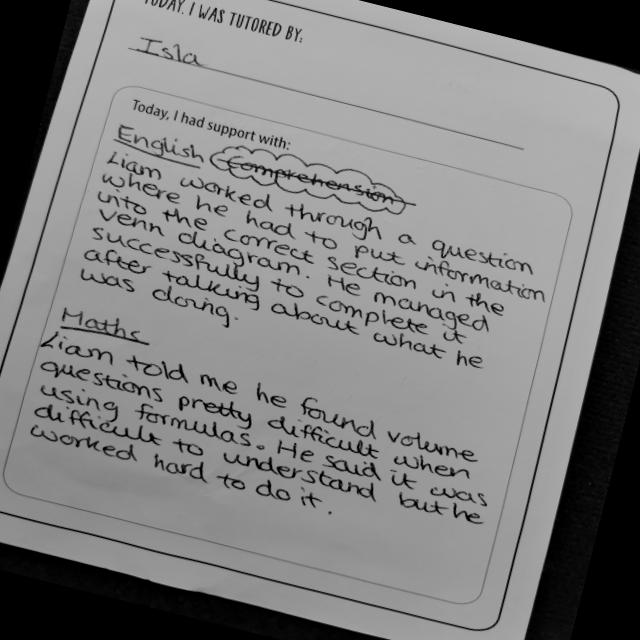 TODAY, I WAS TUTORED BY:
Isla
Today, I had support with:
English Comprehension
Liam worked through a question
where he had to put information
into the correct section in the
venn diagram. He managed
successfully to complete it
after talking about what he
was doing.
Maths
Liam told me he found volume
questions pretty difficult when
using formulas. He said it was
difficult to understand but he
worked hard to do it.